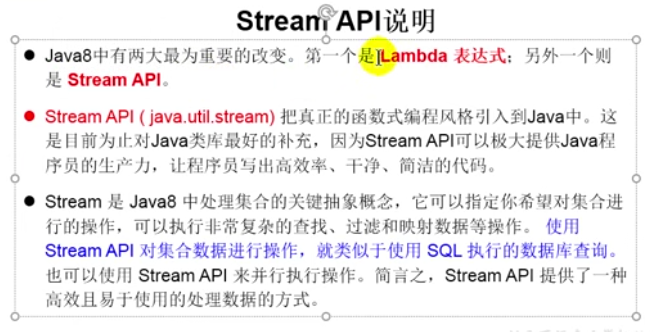 Stream API说明
Java8中有两大最为重要的改变。第一个是 Lambda 表达式；另外一个则
是 Stream API。
Stream API ( java.util.stream) 把真正的函数式编程风格引入到Java中。这
是目前为止对Java类库最好的补充，因为Stream API可以极大提供Java程
序员的生产力，让程序员写出高效率、干净、简洁的代码。
Stream 是 Java8 中处理集合的关键抽象概念，它可以指定你希望对集合进
行的操作，可以执行非常复杂的查找、过滤和映射数据等操作。 使用
Stream API 对集合数据进行操作，就类似于使用 SQL 执行的数据库查询。
也可以使用 Stream API 来并行执行操作。简言之，Stream API 提供了一种
高效且易于使用的处理数据的方式。